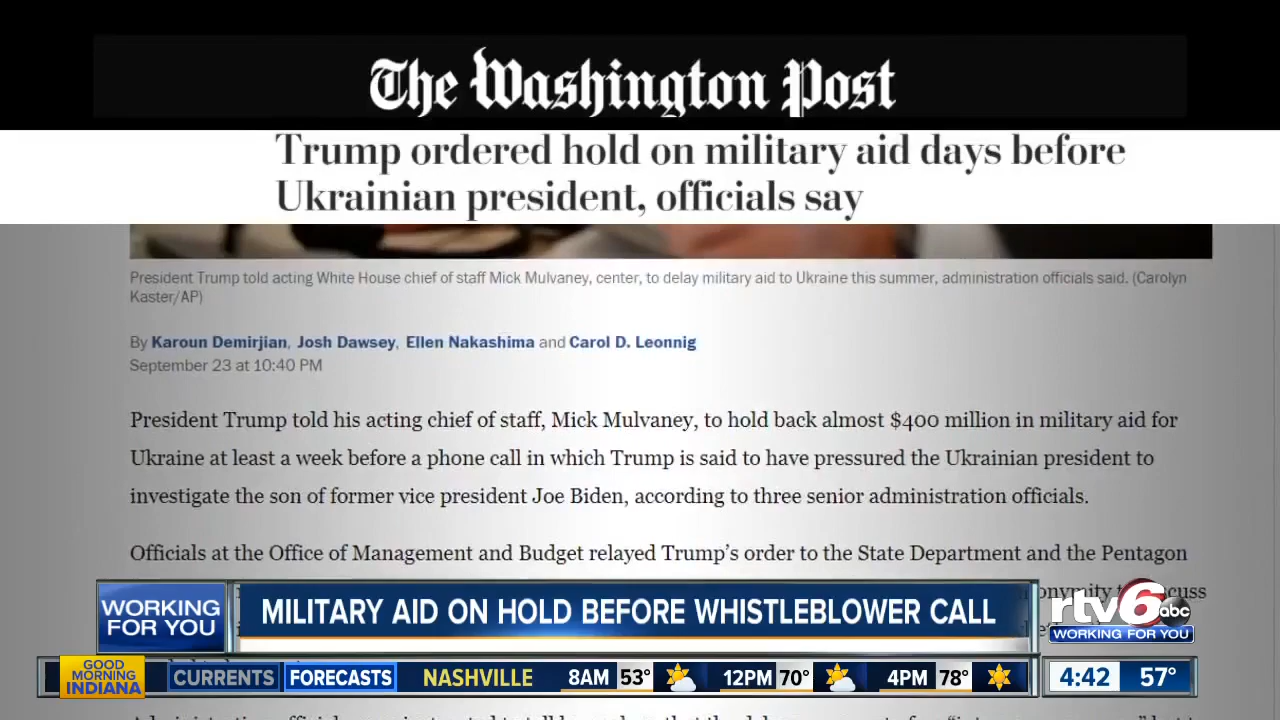 The Washington Post
Trump ordered hold on military aid days before
Ukrainian president, officials say
President Trump told acting White House chief of staff Mick Mulvaney, center, to delay military aid to Ukraine this summer, administration officials said. (Carolyn
Kaster/AP)
By Karoun Demirjian, Josh Dawsey, Ellen Nakashima and Carol D. Leonnig
September 23 at 10:40 PM
President Trump told his acting chief of staff, Mick Mulvaney, to hold back almost $400 million in military aid for
Ukraine at least a week before a phone call in which Trump is said to have pressured the Ukrainian president to
investigate the son of former vice president Joe Biden, according to three senior administration officials.
Officials at the Office of Management and Budget relayed Trump's order to the State Department and the Pentagon
WORKING
FOR YOU
MILITARY AID ON HOLD BEFORE WHISTLEBLOWER CALL
rtv6 abc
WORKING FOR YOU
GOOD
MORNING
INDIANA
CURRENTS FORECASTS NASHVILLE 8AM 53° 12PM 70° 4PM 78° 4:42 57°